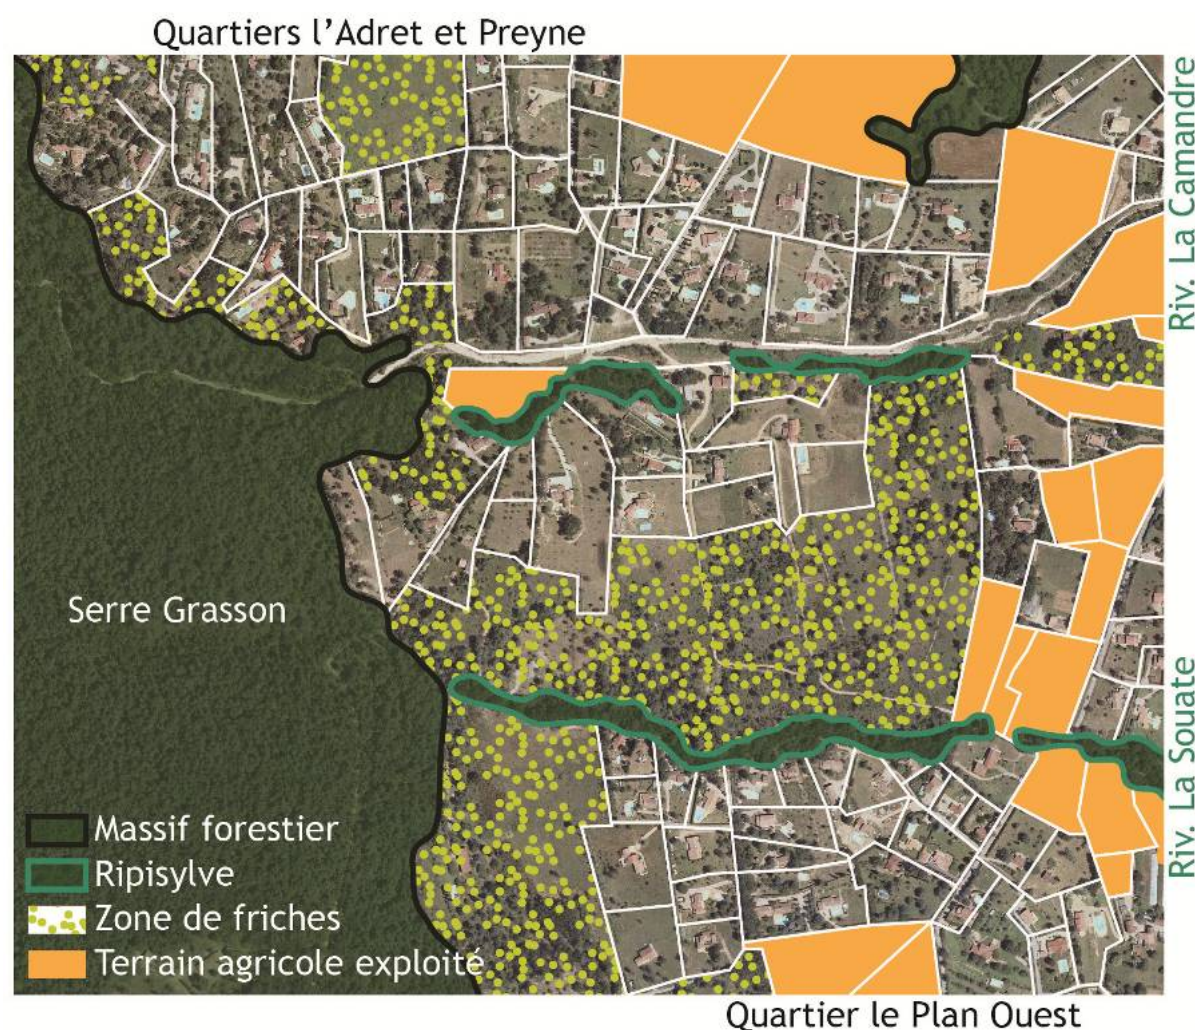 Quartiers l'Adret et Preyne
Riv. La Camandre
Serre Grasson
Riv. La Souate
Massif forestier
Ripisylve
Zone de friches
Terrain agricole exploité
Quartier le Plan Ouest